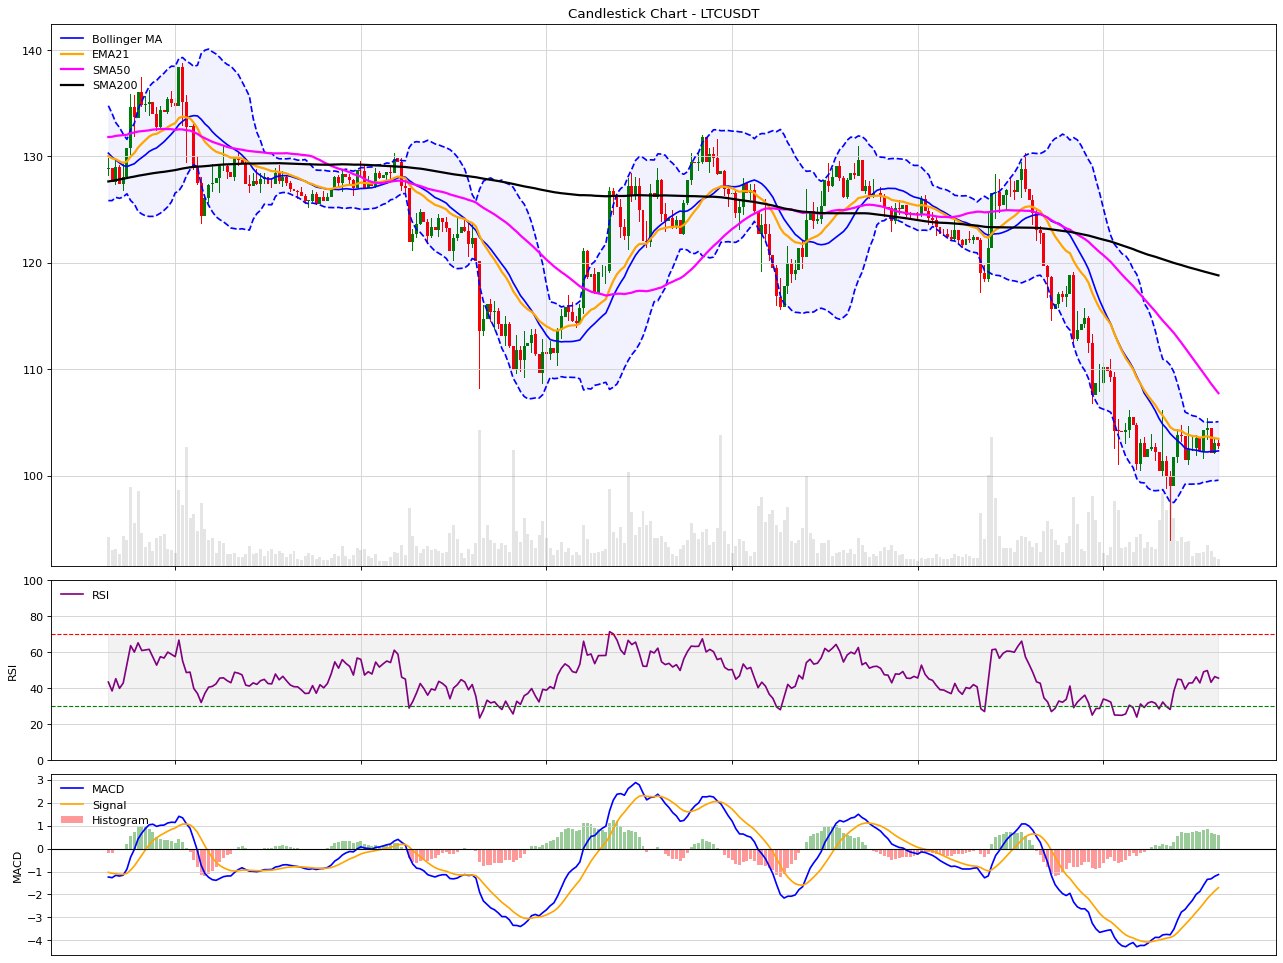 Candlestick Chart - LTCUSDT
Bollinger MA
EMA21
SMA50
SMA200
140
130
120
110
100
RSI
100
80
60
40
20
0
RSI
MACD
Signal
Histogram
3
2
1
0
−1
−2
−3
−4
MACD